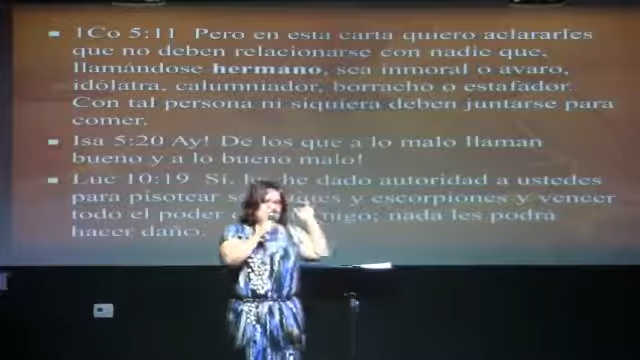 1Co 5:11 Pero en esta carta quiero aclararles
que no deben relacionarse con nadie que,
llamándose hermano, sea inmoral o avaro,
idólatra, calumniador, borracho o estafador.
Con tal persona ni siquiera deben juntarse para
comer.
Isa 5:20 Ay! De los que a lo malo llaman
bueno y a lo bueno malo!
Luc 10:19 Sí, he dado autoridad a ustedes
para pisotear y escorpiones y vencer
todo el poder nada les podrá
hacer daño.